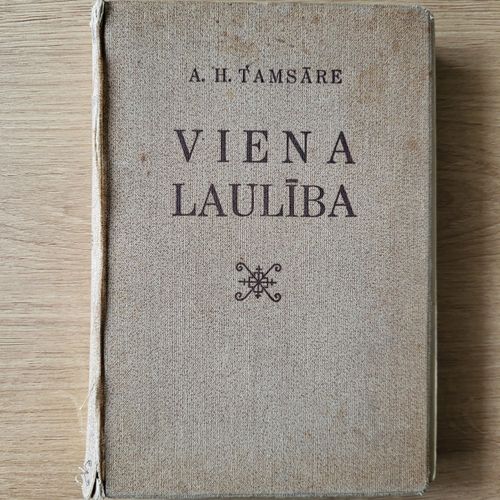 A. H. TAMSĀRE
VIENA
LAULĪBA